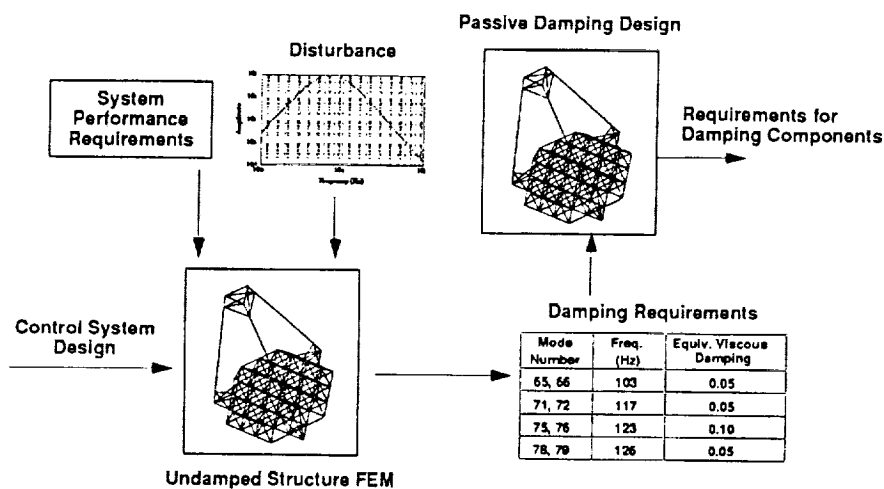 Passive Damping Design
Disturbance
System
Performance
Requirements
Requirements for
Damping Components
Control System
Design
Damping Requirements
Mode
Number
Freq.
(Hz)
Equiv. Viscous
Damping
65, 66 103 0.05
71, 72 117 0.05
75, 76 123 0.10
78, 79 126 0.05
Undamped Structure FEM